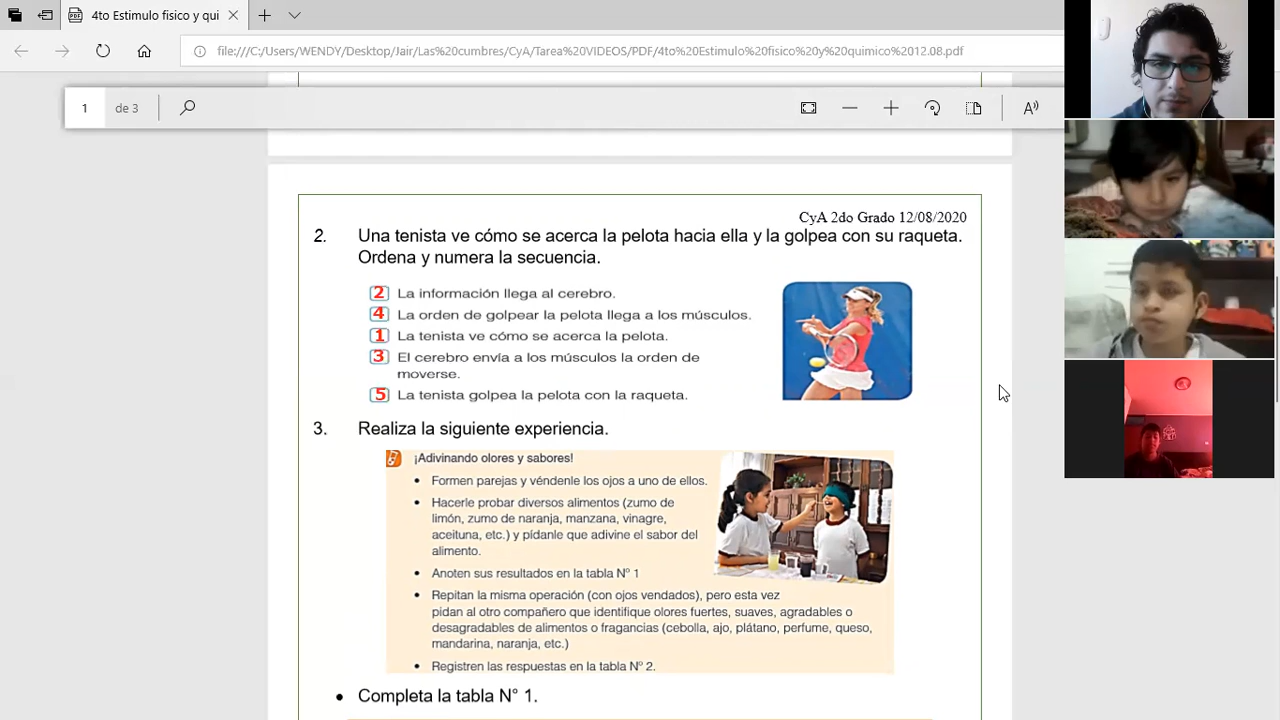 4to Estimulo fisico y qui
file:///C:/Users/WENDY/Desktop/Jair/Las%20cumbres/CyA/Tarea%20VIDEOS/PDF/4to%20Estimulo%20fisico%20y%20quimico%2012.08.pdf
1 de 3
CyA 2do Grado 12/08/2020
2. Una tenista ve cómo se acerca la pelota hacia ella y la golpea con su raqueta.
Ordena y numera la secuencia.
2 La información llega al cerebro.
4 La orden de golpear la pelota llega a los músculos.
1 La tenista ve cómo se acerca la pelota.
3 El cerebro envía a los músculos la orden de
moverse.
5 La tenista golpea la pelota con la raqueta.
3. Realiza la siguiente experiencia.
¡Adivinando olores y sabores!
• Formen parejas y véndenle los ojos a uno de ellos.
• Hacerle probar diversos alimentos (zumo de
limón, zumo de naranja, manzana, vinagre,
aceituna, etc.) y pídanle que adivine el sabor del
alimento.
• Anoten sus resultados en la tabla N° 1
• Repitan la misma operación (con ojos vendados), pero esta vez
pidan al otro compañero que identifique olores fuertes, suaves, agradables o
desagradables de alimentos o fragancias (cebolla, ajo, plátano, perfume, queso,
mandarina, naranja, etc.)
• Registren las respuestas en la tabla N° 2.
• Completa la tabla N° 1.